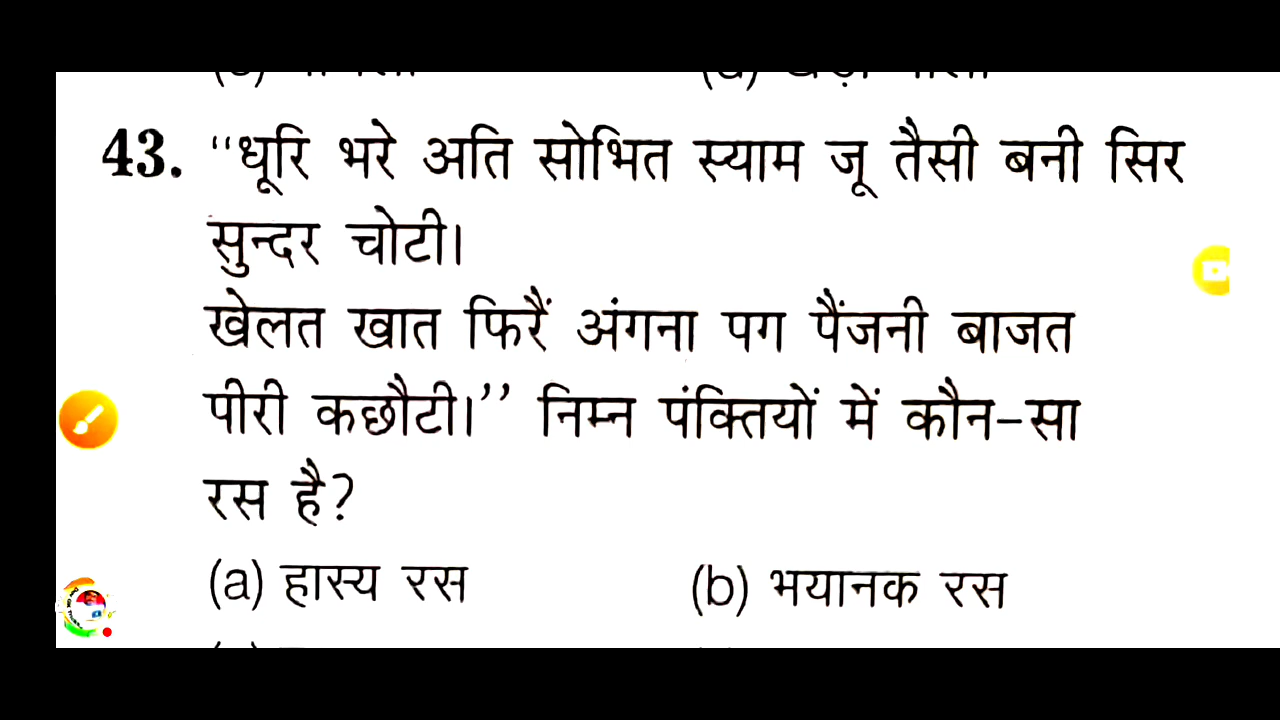 43. "धूरि भरे अति सोभित स्याम जू तैसी बनी सिर
सुन्दर चोटी।
खेलत खात फिरैं अंगना पग पैंजनी बाजत
पीरी कछौटी।'' निम्न पंक्तियों में कौन-सा
रस है?
(a) हास्य रस (b) भयानक रस